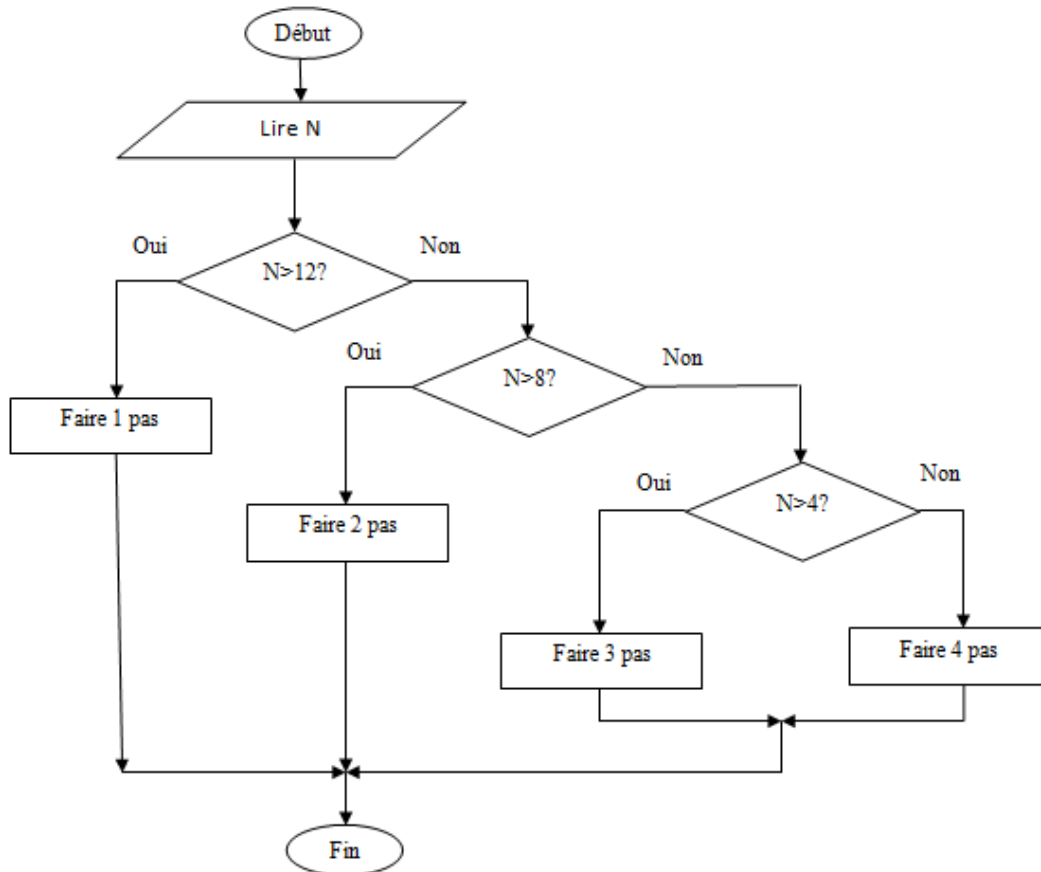 Début
Lire N
Oui
Non
N>12?
Oui
Non
N>8?
Faire 1 pas
Oui
Non
N>4?
Faire 2 pas
Faire 3 pas
Faire 4 pas
Fin